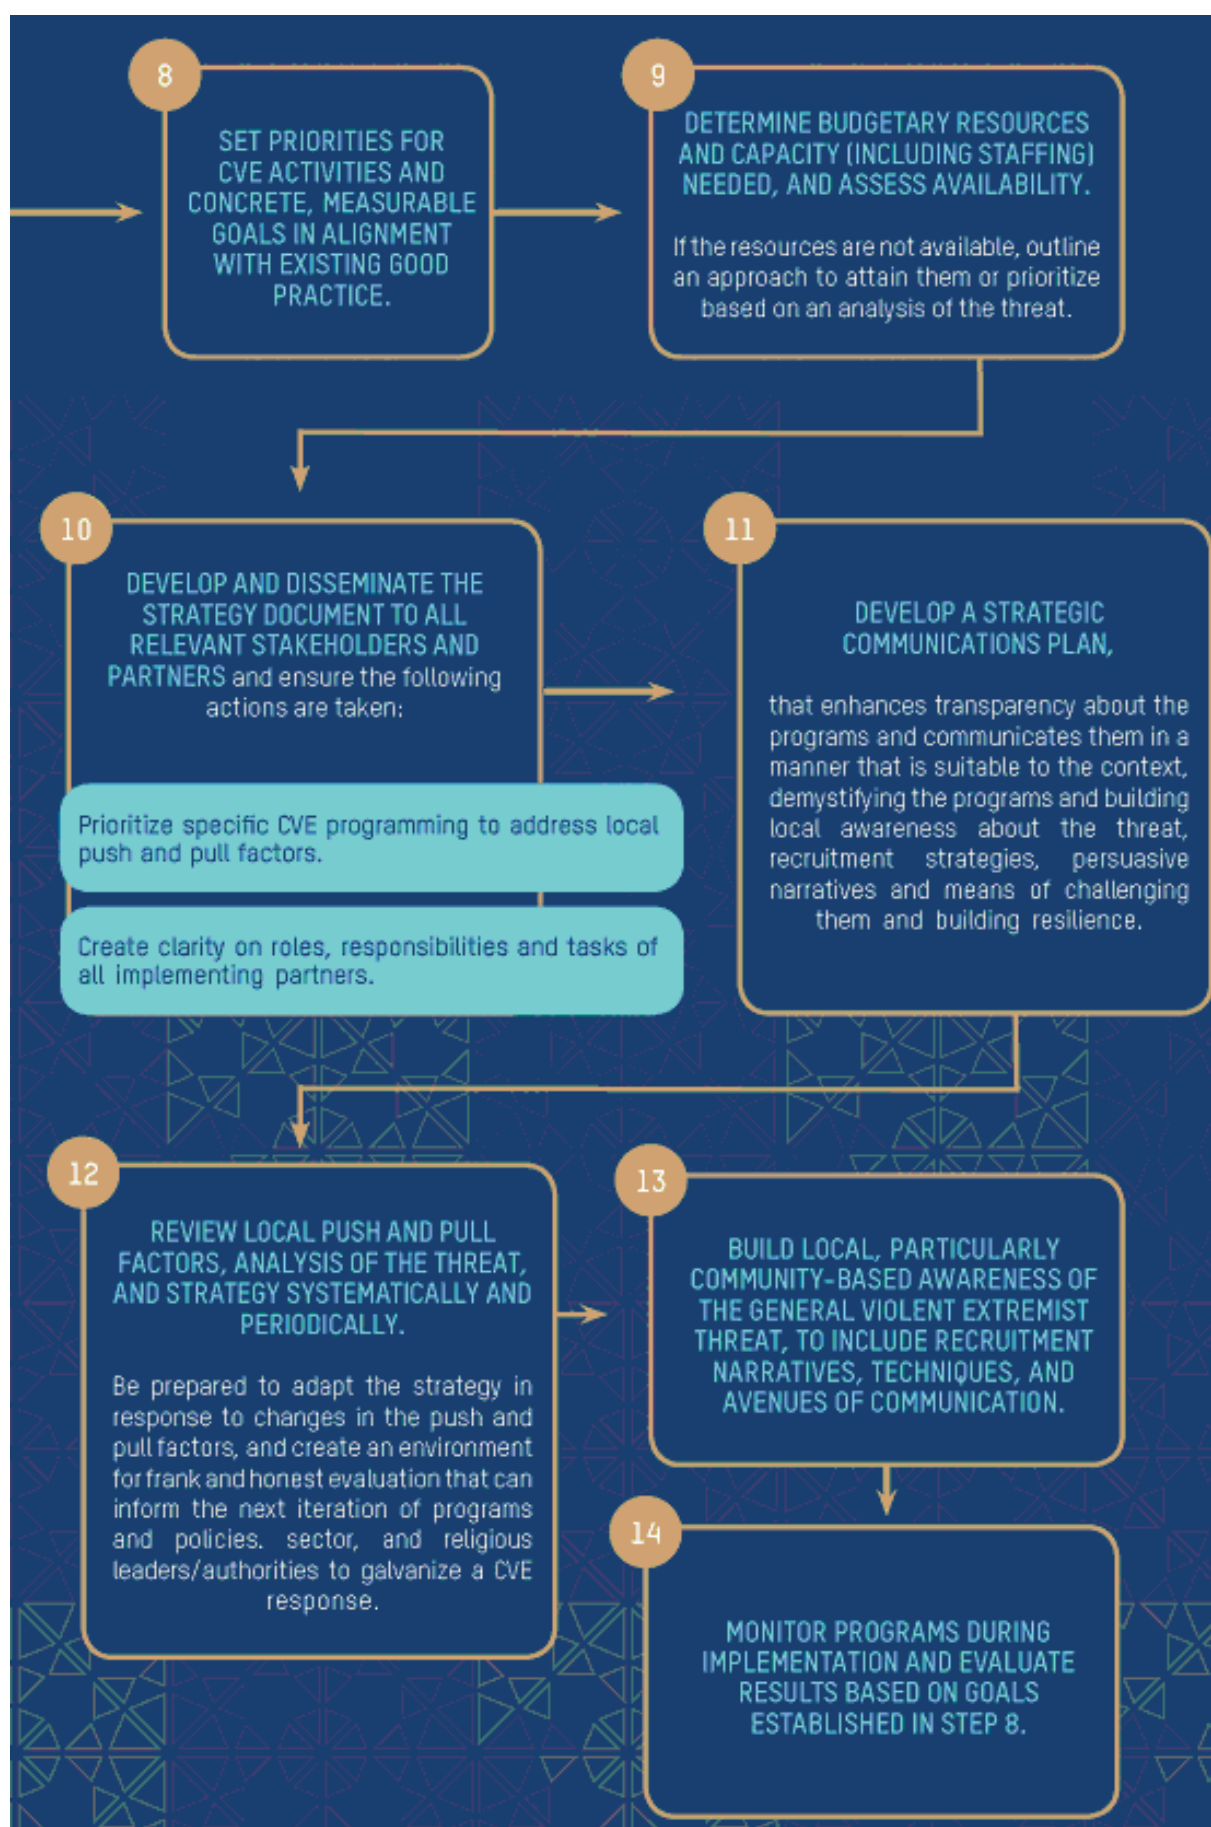 8
SET PRIORITIES FOR
CVE ACTIVITIES AND
CONCRETE, MEASURABLE
GOALS IN ALIGNMENT
WITH EXISTING GOOD
PRACTICE.
9
DETERMINE BUDGETARY RESOURCES
AND CAPACITY (INCLUDING STAFFING)
NEEDED, AND ASSESS AVAILABILITY.
If the resources are not available, outline
an approach to attain them or prioritize
based on an analysis of the threat.
10
DEVELOP AND DISSEMINATE THE
STRATEGY DOCUMENT TO ALL
RELEVANT STAKEHOLDERS AND
PARTNERS and ensure the following
actions are taken:
Prioritize specific CVE programming to address local
push and pull factors.
Create clarity on roles, responsibilities and tasks of
all implementing partners.
11
DEVELOP A STRATEGIC
COMMUNICATIONS PLAN,
that enhances transparency about the
programs and communicates them in a
manner that is suitable to the context,
demystifying the programs and building
local awareness about the threat,
recruitment strategies, persuasive
narratives and means of challenging
them and building resilience.
12
REVIEW LOCAL PUSH AND PULL
FACTORS, ANALYSIS OF THE THREAT,
AND STRATEGY SYSTEMATICALLY AND
PERIODICALLY.
Be prepared to adapt the strategy in
response to changes in the push and
pull factors, and create an environment
for frank and honest evaluation that can
inform the next iteration of programs
and policies. sector, and religious
leaders/authorities to galvanize a CVE
response.
13
BUILD LOCAL, PARTICULARLY
COMMUNITY-BASED AWARENESS OF
THE GENERAL VIOLENT EXTREMIST
THREAT, TO INCLUDE RECRUITMENT
NARRATIVES, TECHNIQUES, AND
AVENUES OF COMMUNICATION.
14
MONITOR PROGRAMS DURING
IMPLEMENTATION AND EVALUATE
RESULTS BASED ON GOALS
ESTABLISHED IN STEP 8.